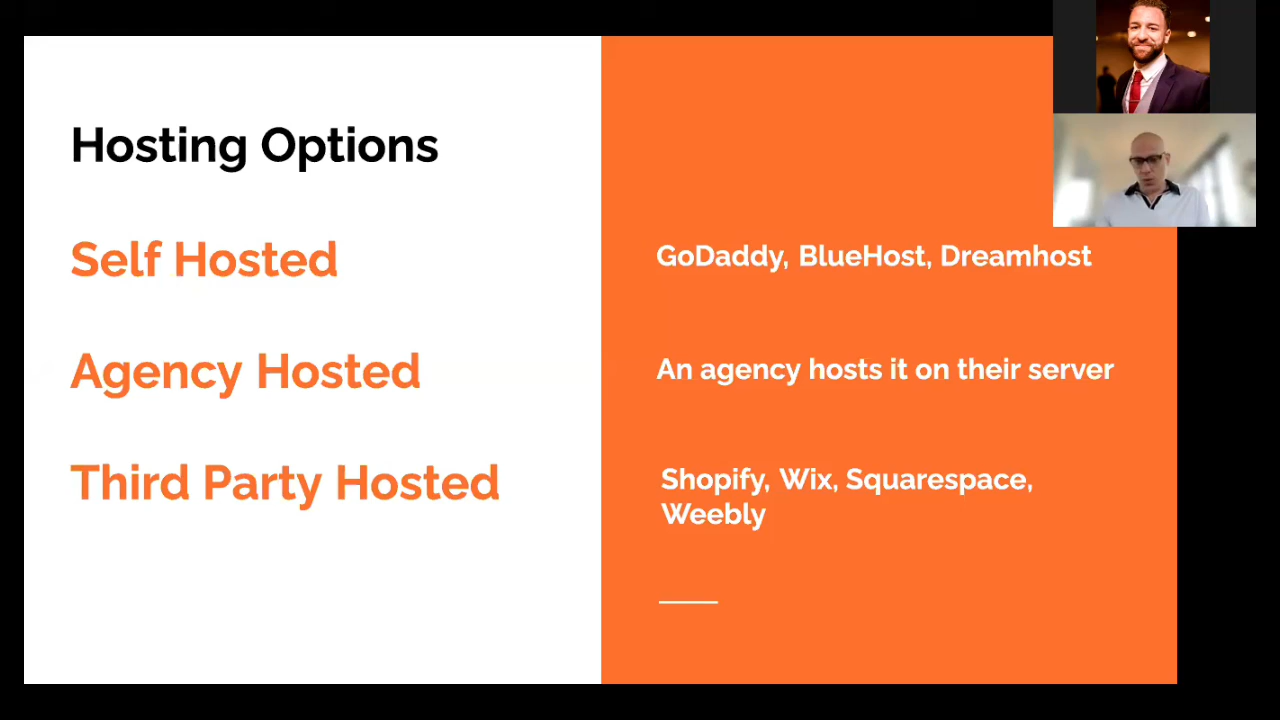 Hosting Options
Self Hosted
GoDaddy, BlueHost, Dreamhost
Agency Hosted
An agency hosts it on their server
Third Party Hosted
Shopify, Wix, Squarespace,
Weebly